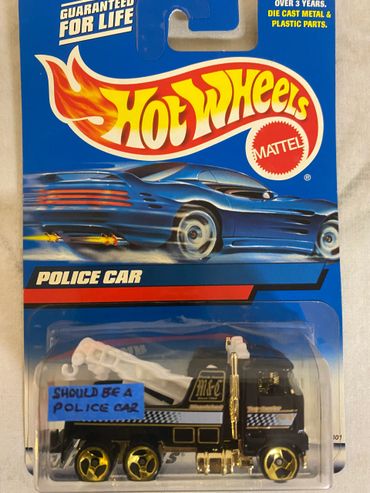 GUARANTEED
FOR LIFE
OVER 3 YEARS.
DIE CAST METAL &
PLASTIC PARTS.
HOT WHEELS
MATTEL
®
POLICE CAR
M&C
SHOULD BE A
POLICE CAR